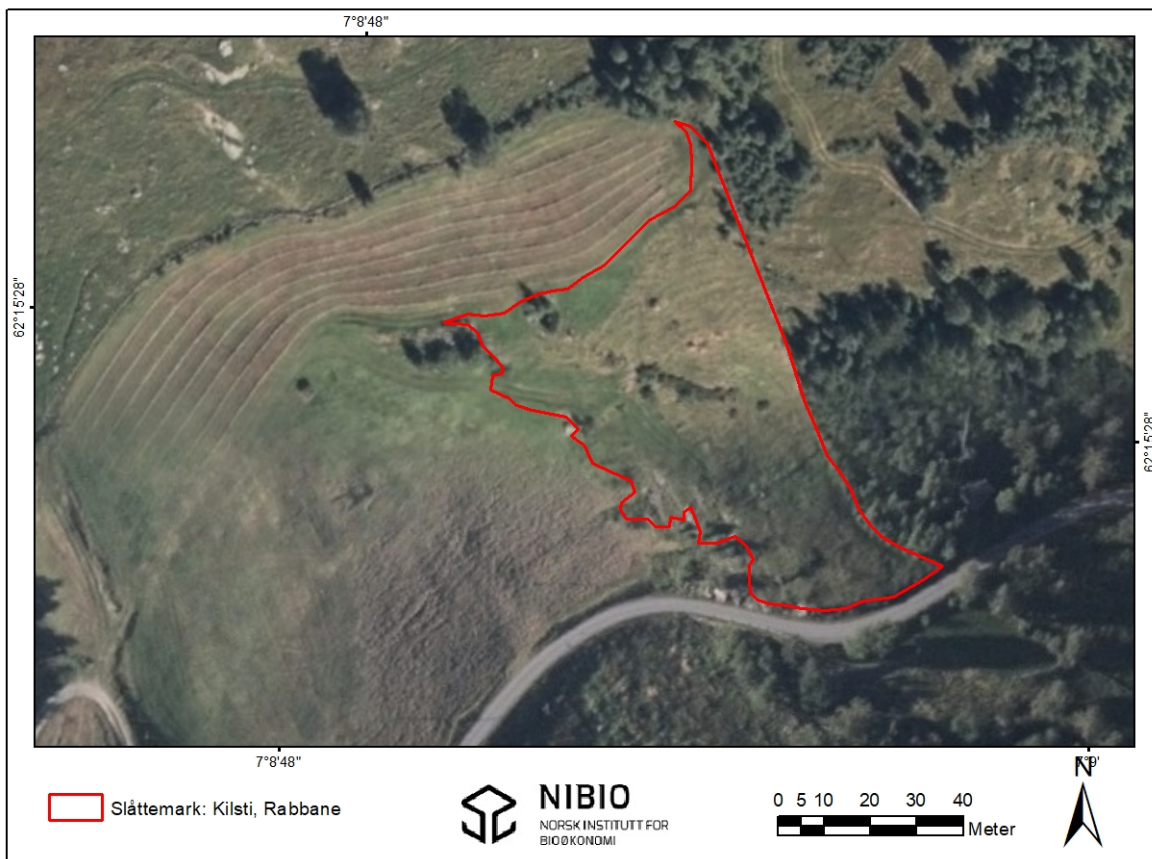 7°8'48"
62°15'28"
62°15'28"
7°8'48"
7°9'
Slåttemark: Kilsti, Rabbane
NIBIO
NORSK INSTITUTT FOR
BIOØKONOMI
0 5 10 20 30 40
Meter
N